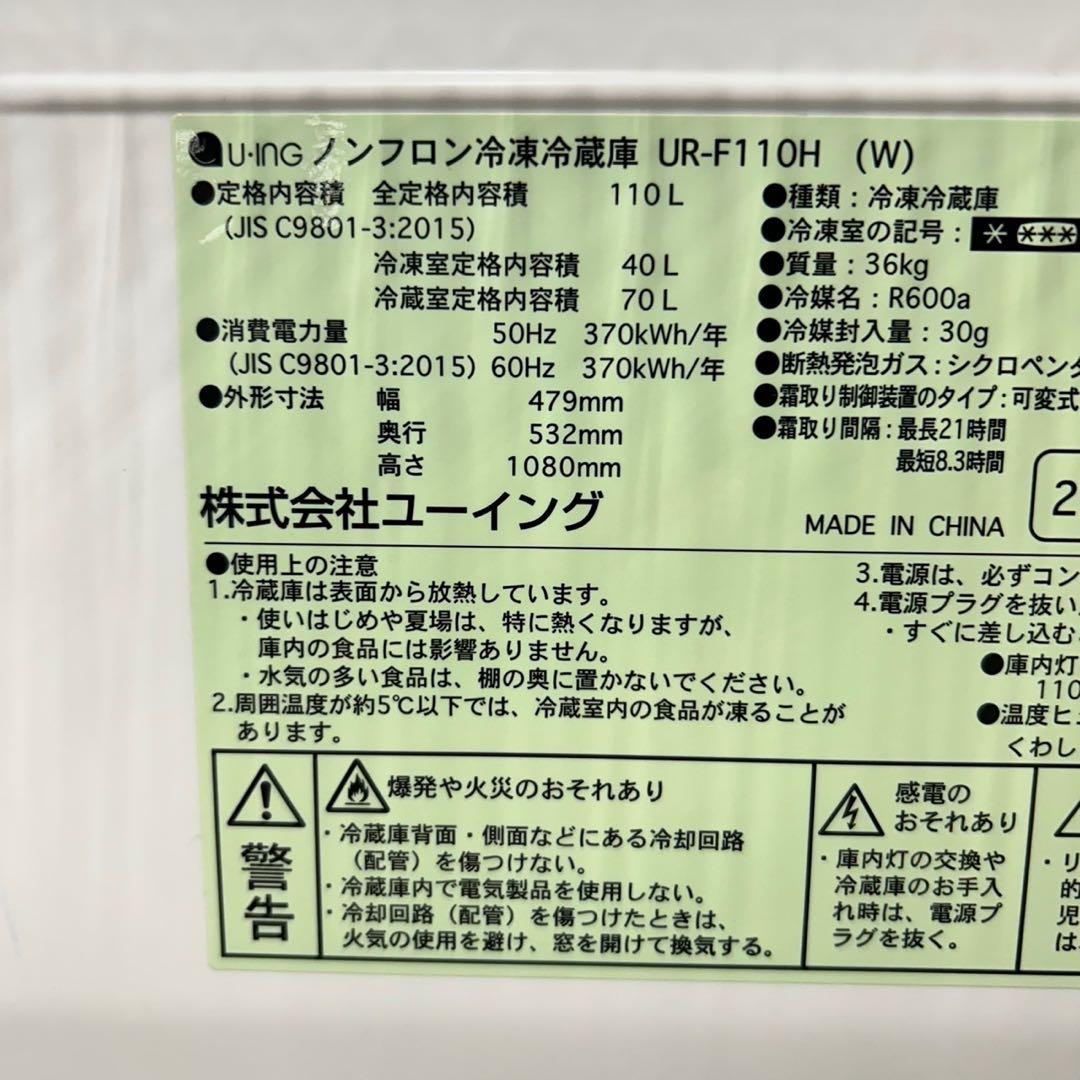 U·ING ノンフロン冷凍冷蔵庫 UR-F110H (W)
●定格内容積 全定格内容積 110 L
(JIS C9801-3:2015)
冷凍室定格内容積 40 L
冷蔵室定格内容積 70 L
●消費電力量 50Hz 370kWh/年
(JIS C9801-3:2015) 60Hz 370kWh/年
●外形寸法 幅 479mm
奥行 532mm
高さ 1080mm
●種類：冷凍冷蔵庫
●冷凍室の記号：* ***
●質量：36kg
●冷媒名：R600a
●冷媒封入量：30g
●断熱発泡ガス：シクロペンタ
●霜取り制御装置のタイプ：可変式
●霜取り間隔：最長21時間
最短8.3時間
株式会社ユーイング
MADE IN CHINA
2
●使用上の注意
1.冷蔵庫は表面から放熱しています。
・使いはじめや夏場は、特に熱くなりますが、
庫内の食品には影響ありません。
・水気の多い食品は、棚の奥に置かないでください。
2.周囲温度が約5℃以下では、冷蔵室内の食品が凍ることが
あります。
3.電源は、必ずコン
4.電源プラグを抜い
・すぐに差し込む
●庫内灯
110
●温度ヒュ
くわし
警告
爆発や火災のおそれあり
・冷蔵庫背面・側面などにある冷却回路
（配管）を傷つけない。
・冷蔵庫内で電気製品を使用しない。
・冷却回路（配管）を傷つけたときは、
火気の使用を避け、窓を開けて換気する。
感電の
おそれあり
・庫内灯の交換や
冷蔵庫のお手入
れ時は、電源プ
ラグを抜く。
・リ
的
児
は